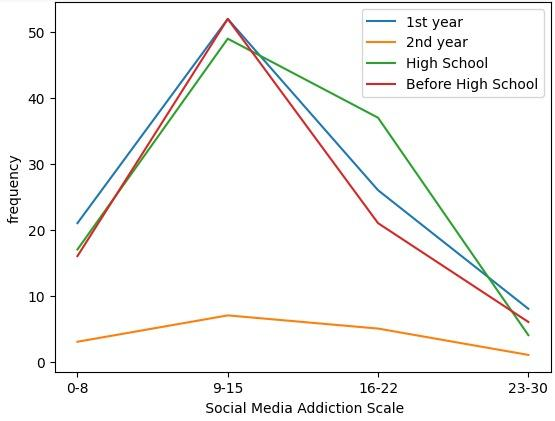 1st year
2nd year
High School
Before High School
50
40
30
20
10
0
frequency
0-8 9-15 16-22 23-30
Social Media Addiction Scale